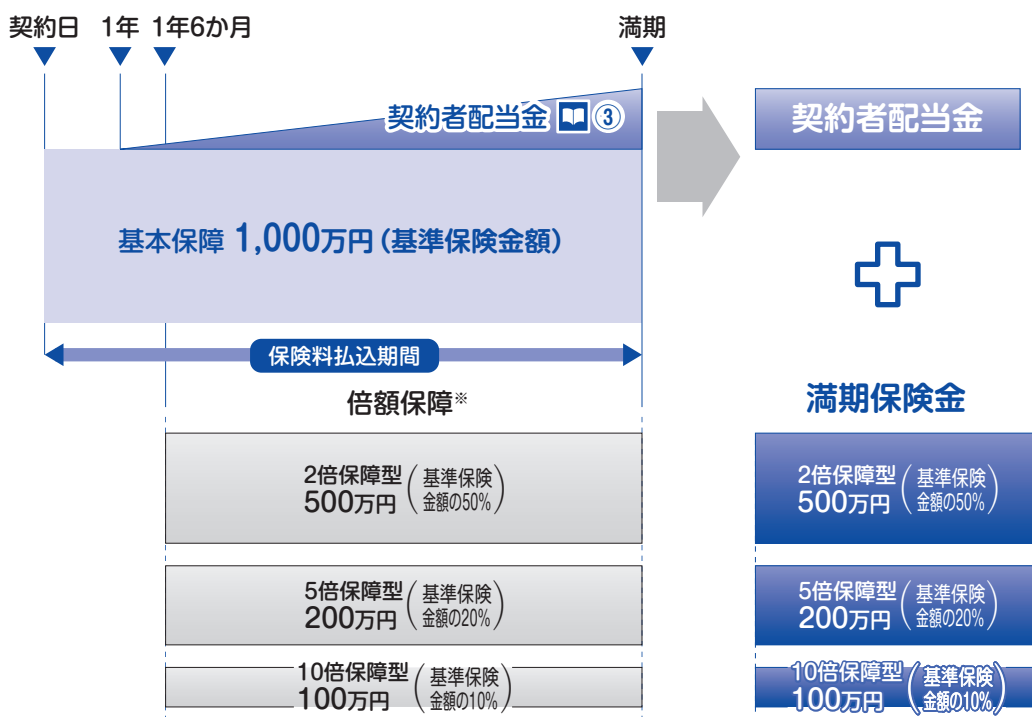 契約日 1年 1年6か月 満期
契約者配当金 ③
契約者配当金
基本保障 1,000万円(基準保険金額)
保険料払込期間
倍額保障※
満期保険金
2倍保障型
500万円
(基準保険
金額の50%)
2倍保障型
500万円
(基準保険
金額の50%)
5倍保障型
200万円
(基準保険
金額の20%)
5倍保障型
200万円
(基準保険
金額の20%)
10倍保障型
100万円
(基準保険
金額の10%)
10倍保障型
100万円
(基準保険
金額の10%)